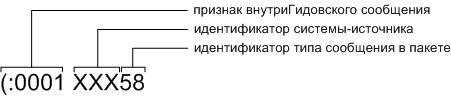 признак внутриГидовского сообщения
идентификатор системы-источника
идентификатор типа сообщения в пакете
(:0001 XXX58